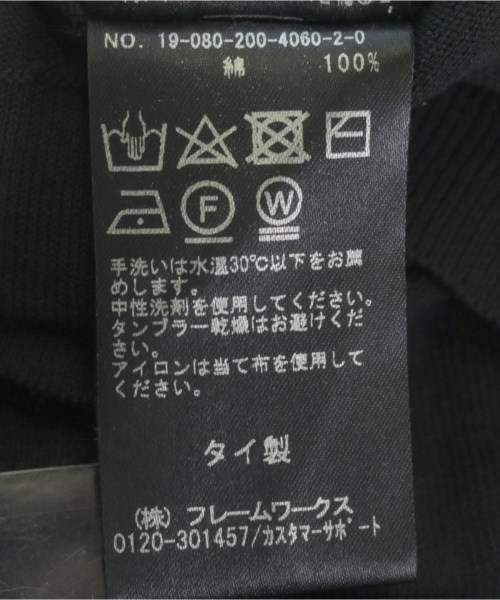 NO. 19-080-200-4060-2-0
綿 100%
F
W
手洗いは水温30℃以下をお薦
めします。
中性洗剤を使用してください。
タンブラー乾燥はお避けくだ
さい。
アイロンは当て布を使用して
ください。
タイ製
(株) フレームワークス
0120-301457/カスタマーサポート